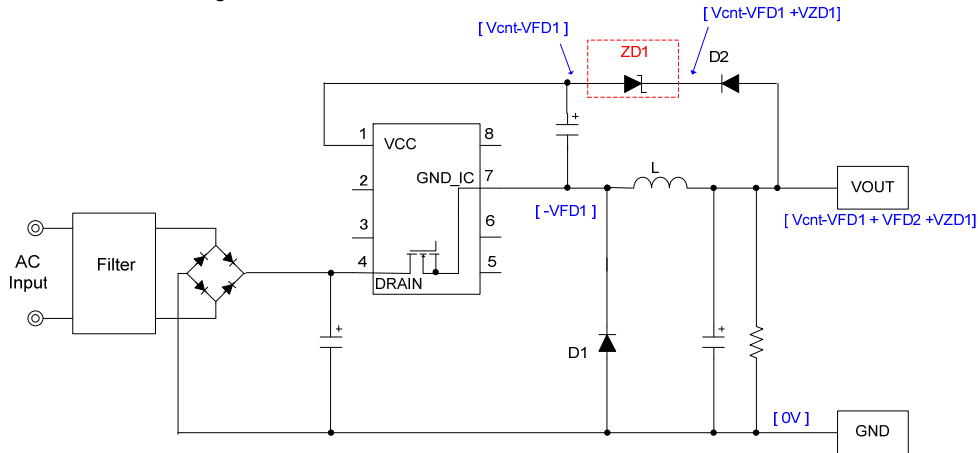 [ Vcnt-VFD1 +VZD1]
[ Vcnt-VFD1 ]
ZD1
D2
1
VCC
8
2
GND_IC
7
L
VOUT
[ -VFD1 ]
[ Vcnt-VFD1 + VFD2 +VZD1]
3
6
AC
Input
Filter
4
5
DRAIN
+
+
+
D1
[ 0V ]
GND